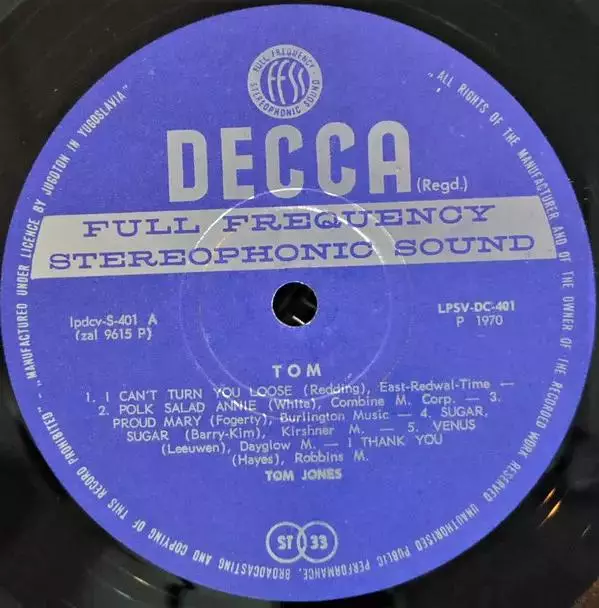 FULL FREQUENCY
ffss
STEREOPHONIC SOUND
DECCA (Regd.)
FULL FREQUENCY
STEREOPHONIC SOUND
lpdcv-S-401 A
(zal 9615 P)
LPSV-DC-401
P 1970
TOM
1. I CAN'T TURN YOU LOOSE (Redding), East-Redwal-Time —
2. POLK SALAD ANNIE (White), Combine M. Corp. — 3.
PROUD MARY (Fogerty), Burlington Music — 4. SUGAR,
SUGAR (Barry-Kim), Kirshner M. — 5. VENUS
(Leeuwen), Dayglow M. — I THANK YOU
(Hayes), Robbins M.
TOM JONES
ST 33
"MANUFACTURED UNDER LICENCE BY JUGOTON IN YUGOSLAVIA"
"ALL RIGHTS OF THE MANUFACTURER AND OF THE OWNER OF THE RECORDED WORK RESERVED UNAUTHORISED PUBLIC PERFORMANCE, BROADCASTING AND COPYING OF THIS RECORD PROHIBITED"